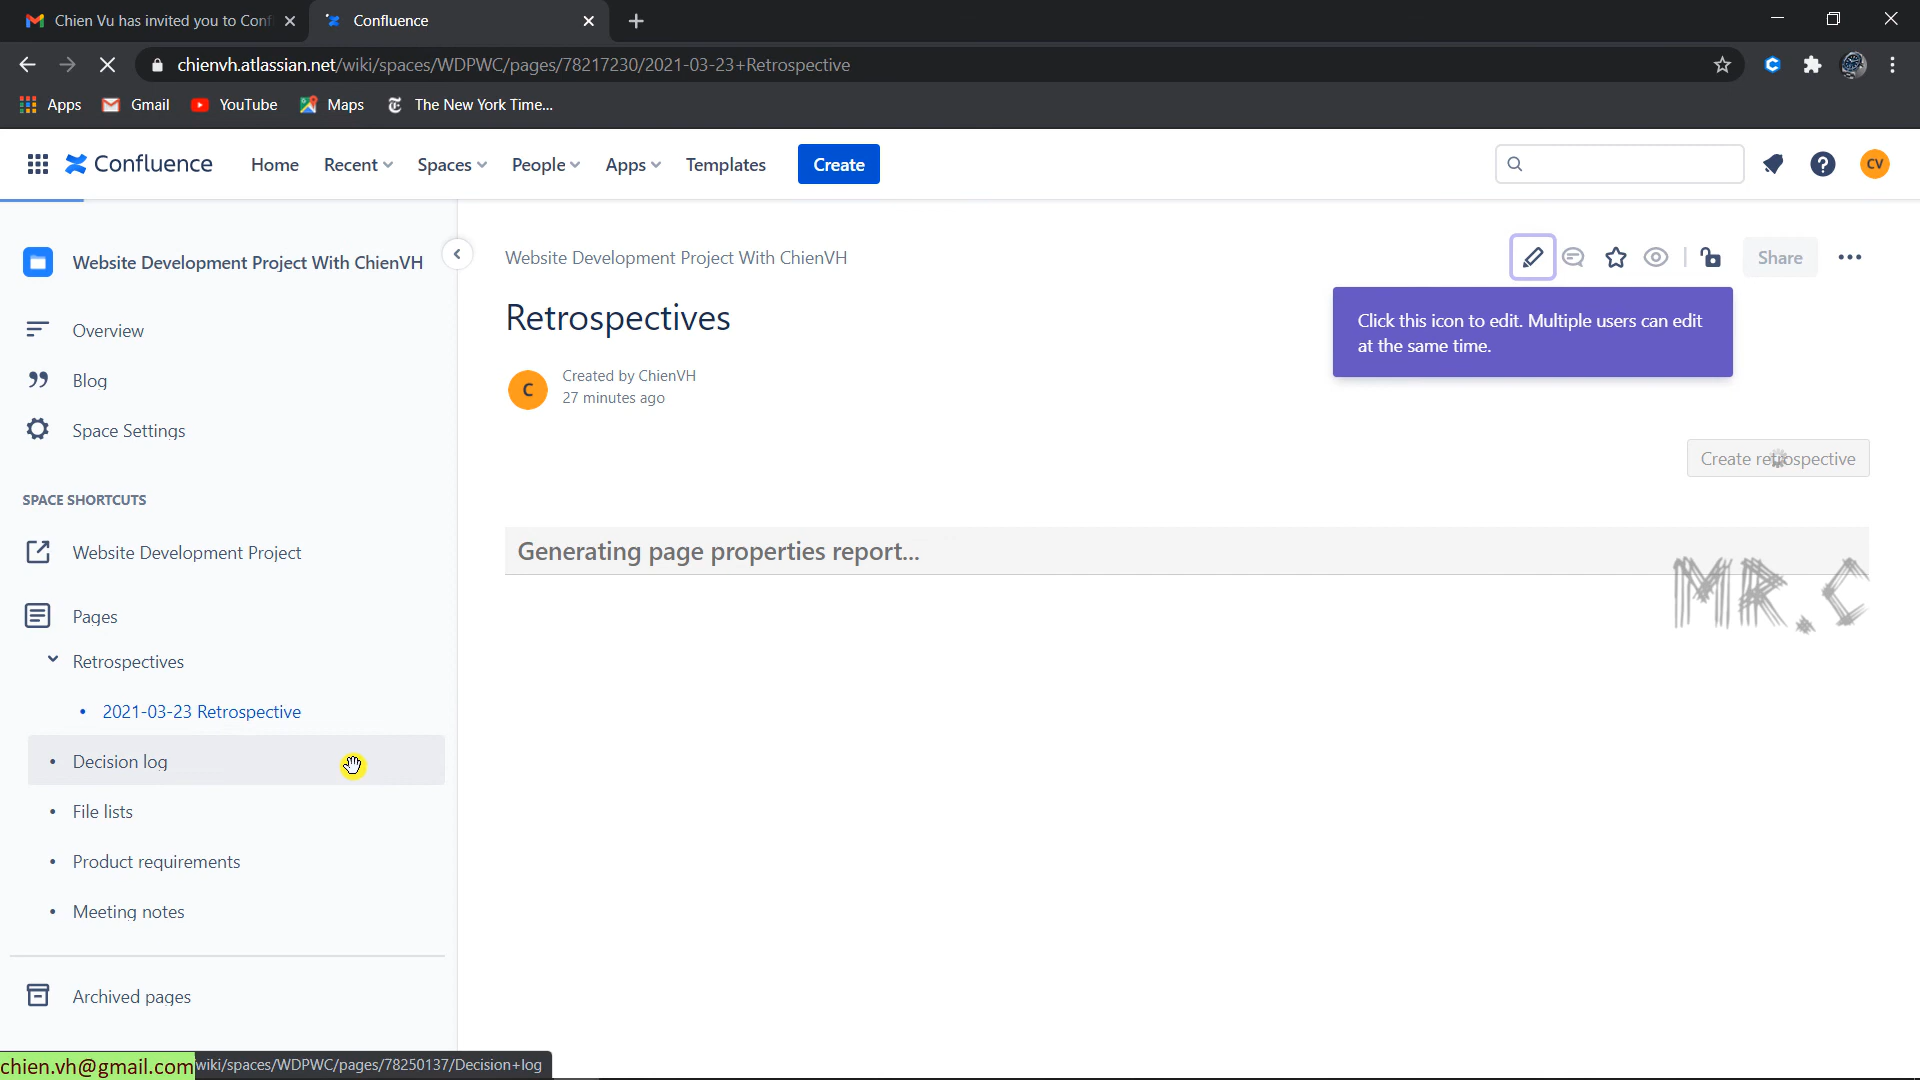 Chien Vu has invited you to Conf
Confluence
chienvh.atlassian.net/wiki/spaces/WDPWC/pages/78217230/2021-03-23+Retrospective
Apps
Gmail
YouTube
Maps
The New York Time...
Confluence
Home
Recent
Spaces
People
Apps
Templates
Create
CV
Website Development Project With ChienVH
Overview
Blog
Space Settings
SPACE SHORTCUTS
Website Development Project
Pages
Retrospectives
• 2021-03-23 Retrospective
• Decision log
• File lists
• Product requirements
• Meeting notes
Archived pages
Website Development Project With ChienVH
Share
Click this icon to edit. Multiple users can edit
at the same time.
Retrospectives
C
Created by ChienVH
27 minutes ago
Create retrospective
Generating page properties report...
MR.C
chien.vh@gmail.com
wiki/spaces/WDPWC/pages/78250137/Decision+log